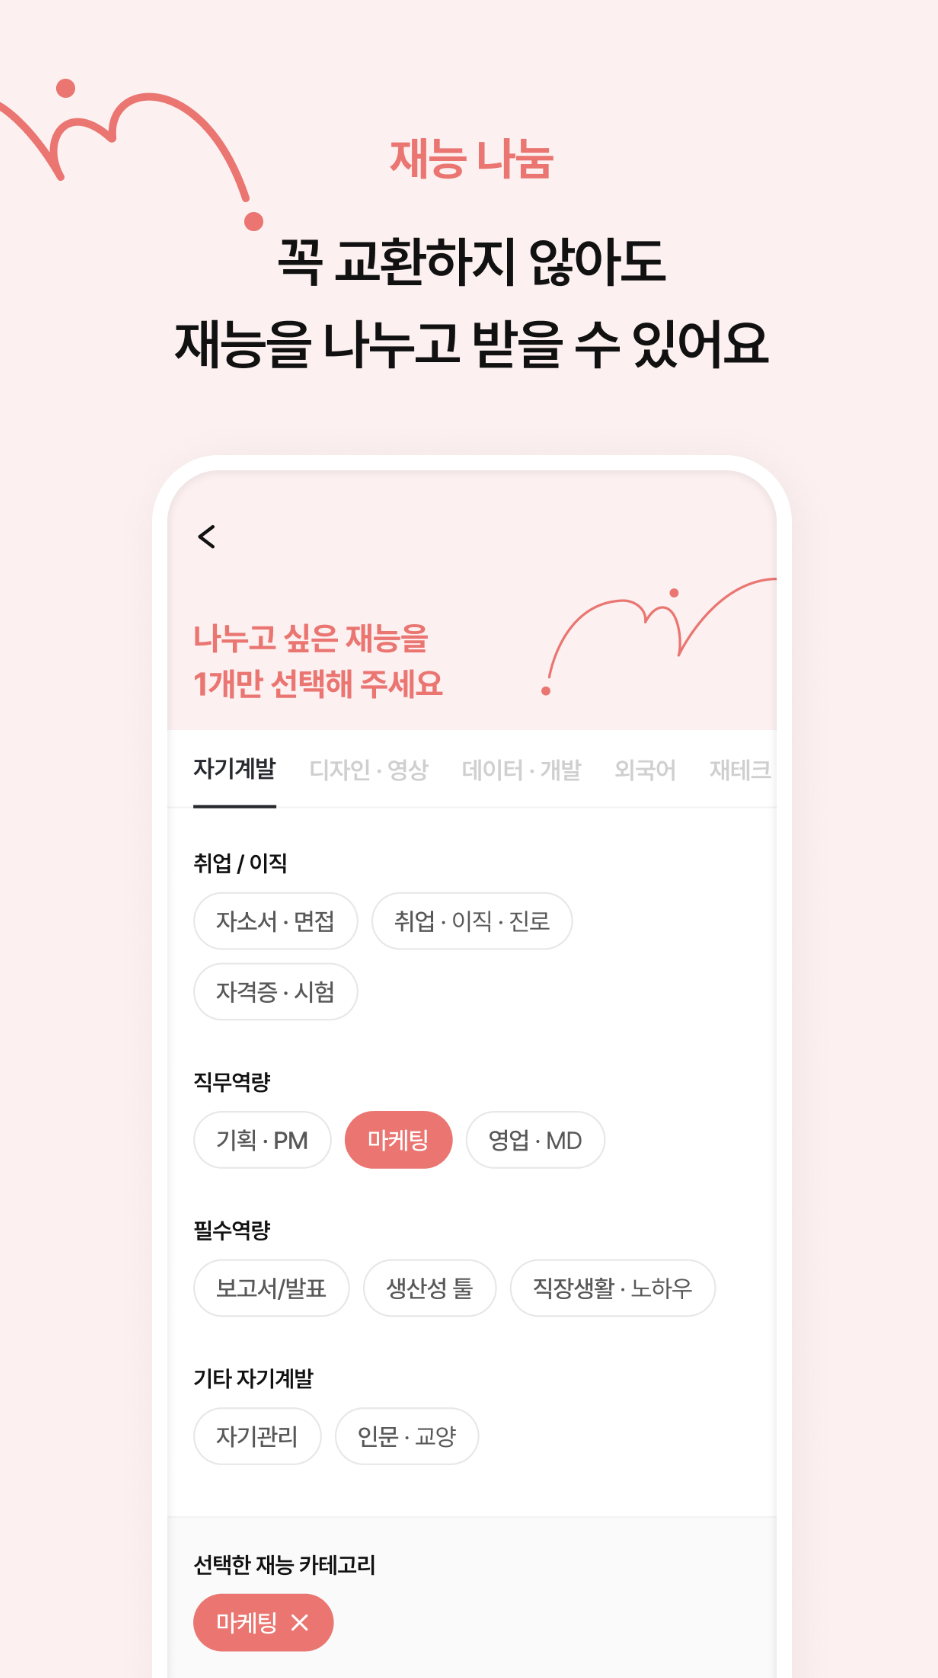 재능 나눔
꼭 교환하지 않아도
재능을 나누고 받을 수 있어요
나누고 싶은 재능을
1개만 선택해 주세요
자기계발 디자인 · 영상 데이터 · 개발 외국어 재테크
취업 / 이직
자소서 · 면접 취업 · 이직 · 진로
자격증 · 시험
직무역량
기획 · PM 마케팅 영업 · MD
필수역량
보고서/발표 생산성 툴 직장생활 · 노하우
기타 자기계발
자기관리 인문 · 교양
선택한 재능 카테고리
마케팅 ×